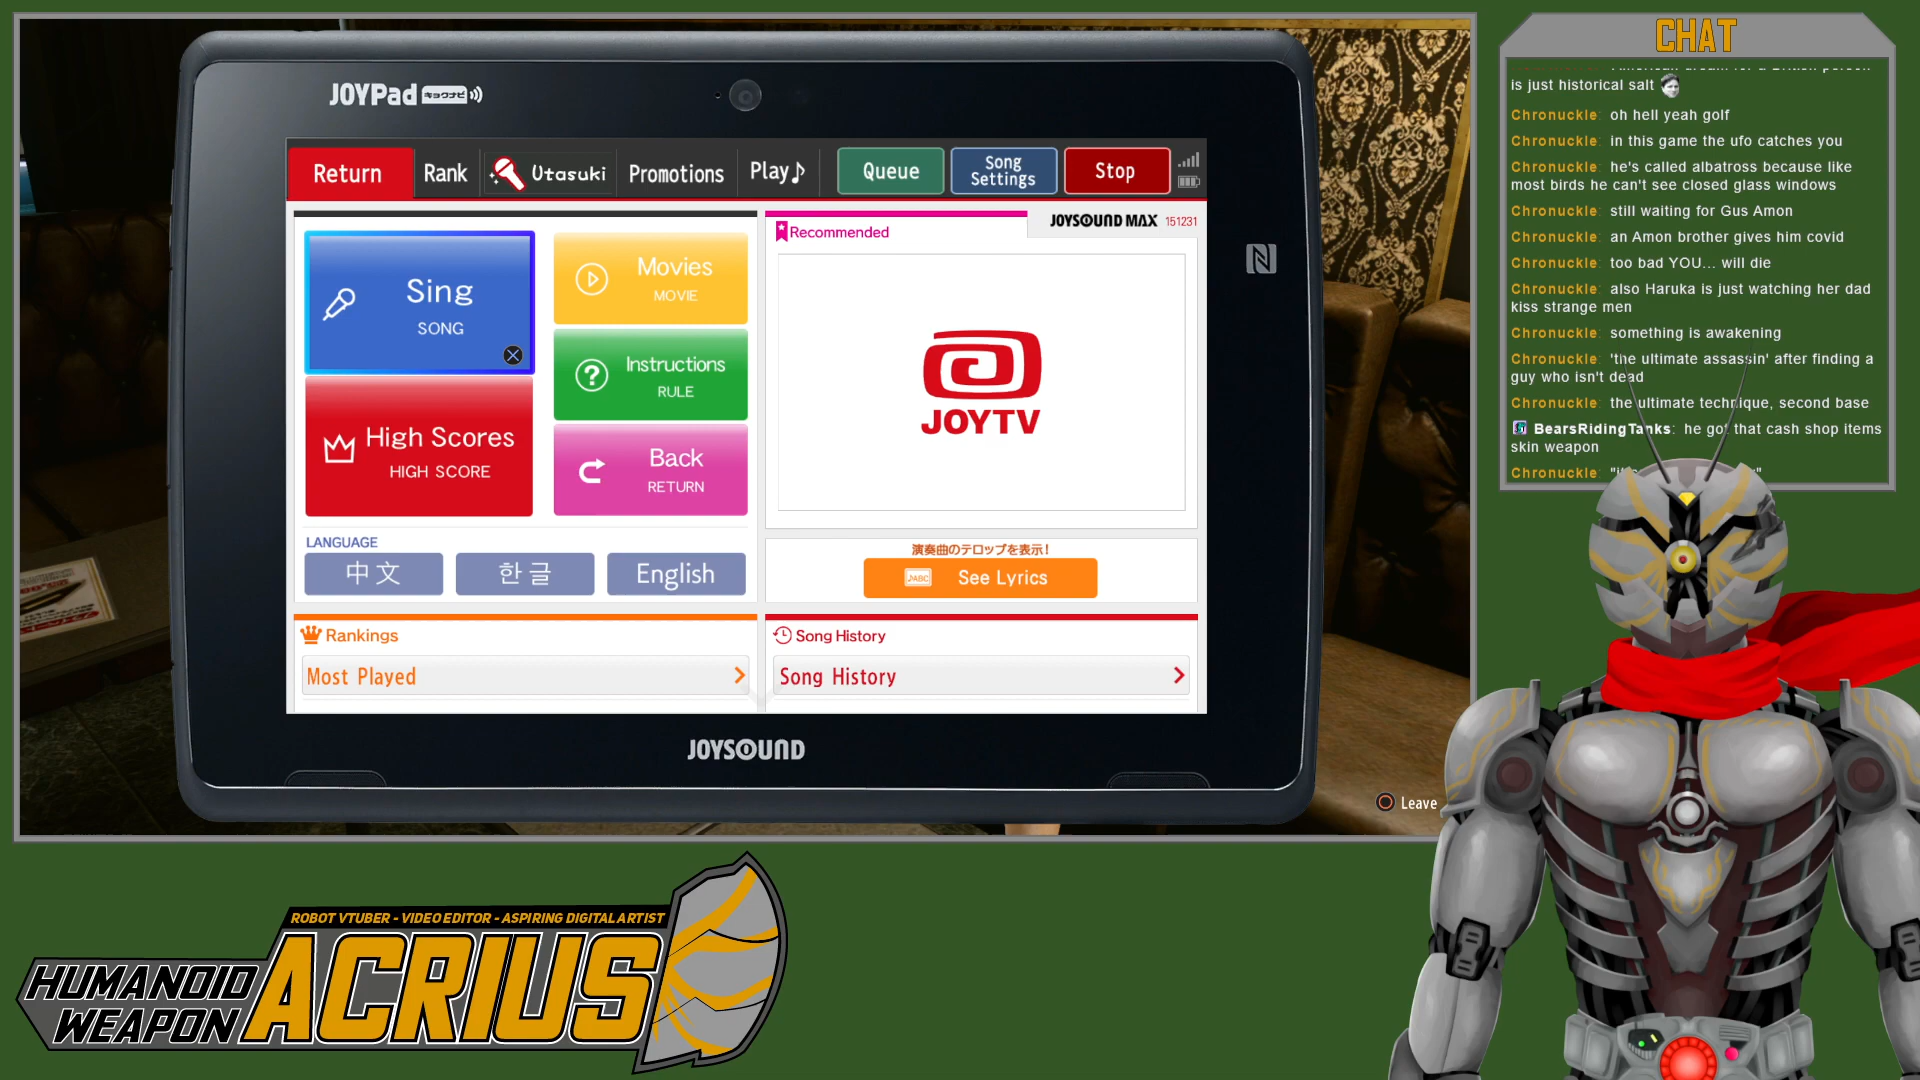 JOYPad キョクナビ
Return
Rank
Utasuki
Promotions
Play♪
Queue
Song
Settings
Stop
Sing
SONG
Movies
MOVIE
Instructions
RULE
High Scores
HIGH SCORE
Back
RETURN
LANGUAGE
中文
한글
English
Rankings
Most Played
Recommended
JOYSOUND MAX 151231
JOYTV
演奏曲のテロップを表示!
♪ABC See Lyrics
Song History
Song History
JOYSOUND
Leave
CHAT
is just historical salt
Chronuckle: oh hell yeah golf
Chronuckle: in this game the ufo catches you
Chronuckle: he's called albatross because like
most birds he can't see closed glass windows
Chronuckle: still waiting for Gus Amon
Chronuckle: an Amon brother gives him covid
Chronuckle: too bad YOU... will die
Chronuckle: also Haruka is just watching her dad
kiss strange men
Chronuckle: something is awakening
Chronuckle: 'the ultimate assassin' after finding a
guy who isn't dead
Chronuckle: the ultimate technique, second base
BearsRidingTanks: he got that cash shop items
skin weapon
Chronuckle:
ROBOT VTUBER - VIDEO EDITOR - ASPIRING DIGITAL ARTIST
HUMANOID
WEAPON
ACRIUS